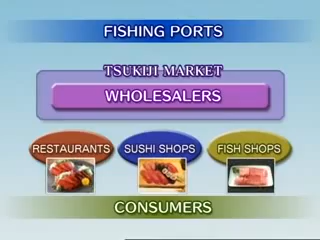 FISHING PORTS
TSUKIJI MARKET
WHOLESALERS
RESTAURANTS SUSHI SHOPS FISH SHOPS
CONSUMERS